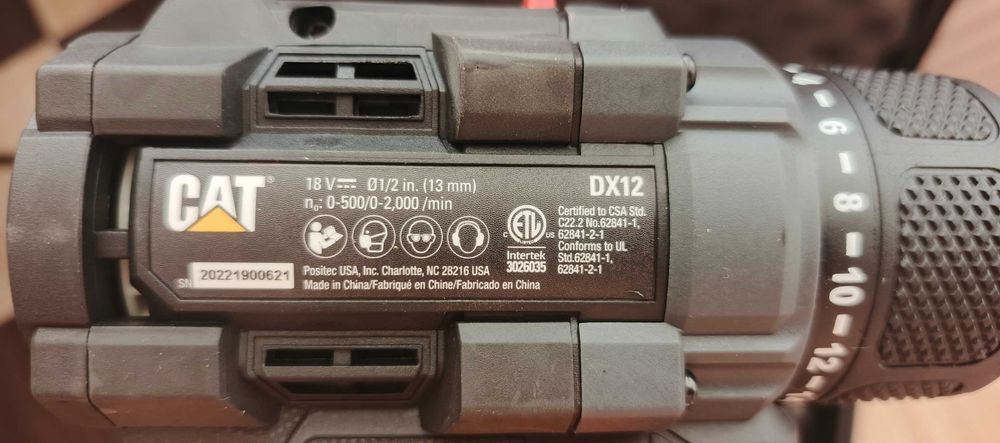 CAT®
18 V⎓ Ø1/2 in. (13 mm)
n₀: 0-500/0-2,000 /min
DX12
C ETL US
LISTED
Intertek
3026035
Certified to CSA Std.
C22.2 No.62841-1,
62841-2-1
Conforms to UL
Std.62841-1,
62841-2-1
SN 20221900621
Positec USA, Inc. Charlotte, NC 28216 USA
Made in China/Fabriqué en Chine/Fabricado en China
6
8
10
12